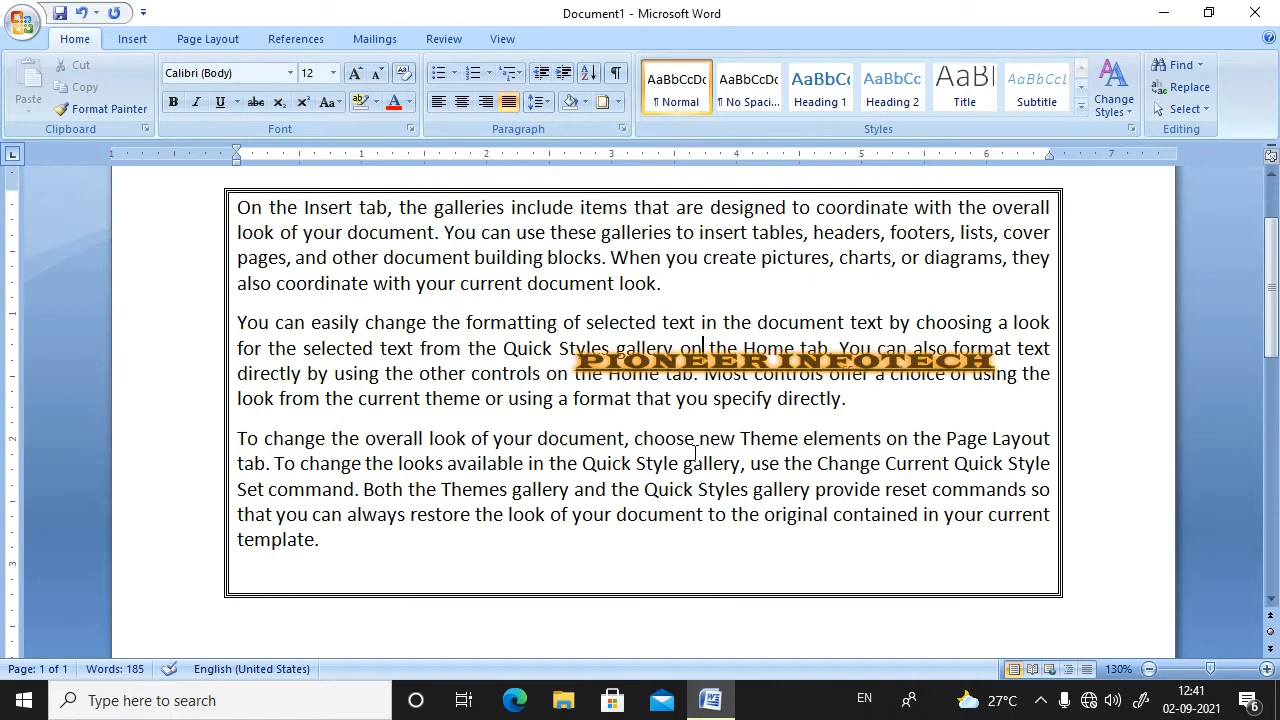 Document1 - Microsoft Word
Home Insert Page Layout References Mailings Review View
Cut
Copy
Format Painter
Paste
Calibri (Body) 12
AaBbCcDc AaBbCcDc AaBbC AaBbCc AaB AaBbCcL
¶ Normal ¶ No Spaci... Heading 1 Heading 2 Title Subtitle
Change Styles
Find
Replace
Select
Clipboard Font Paragraph Styles Editing
1 1 2 3 4 5 6 7
On the Insert tab, the galleries include items that are designed to coordinate with the overall
look of your document. You can use these galleries to insert tables, headers, footers, lists, cover
pages, and other document building blocks. When you create pictures, charts, or diagrams, they
also coordinate with your current document look.
You can easily change the formatting of selected text in the document text by choosing a look
for the selected text from the Quick Styles gallery on the Home tab. You can also format text
PIONEER INFOTECH
directly by using the other controls on the Home tab. Most controls offer a choice of using the
look from the current theme or using a format that you specify directly.
To change the overall look of your document, choose new Theme elements on the Page Layout
tab. To change the looks available in the Quick Style gallery, use the Change Current Quick Style
Set command. Both the Themes gallery and the Quick Styles gallery provide reset commands so
that you can always restore the look of your document to the original contained in your current
template.
Page: 1 of 1 Words: 185 English (United States) 130%
Type here to search EN 27°C 12:41
02-09-2021 6